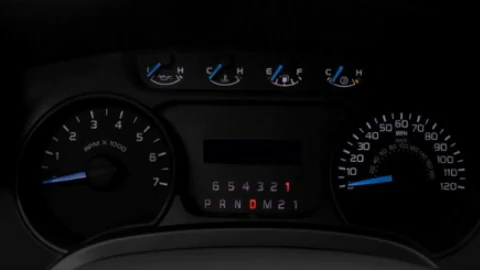 L H C H E F C H
1 2 3 4 5 6 7
RPM X 1000
10 20 30 40 50 60 70 80 90 100 110 120
MPH
6 5 4 3 2 1
P R N D M 2 1